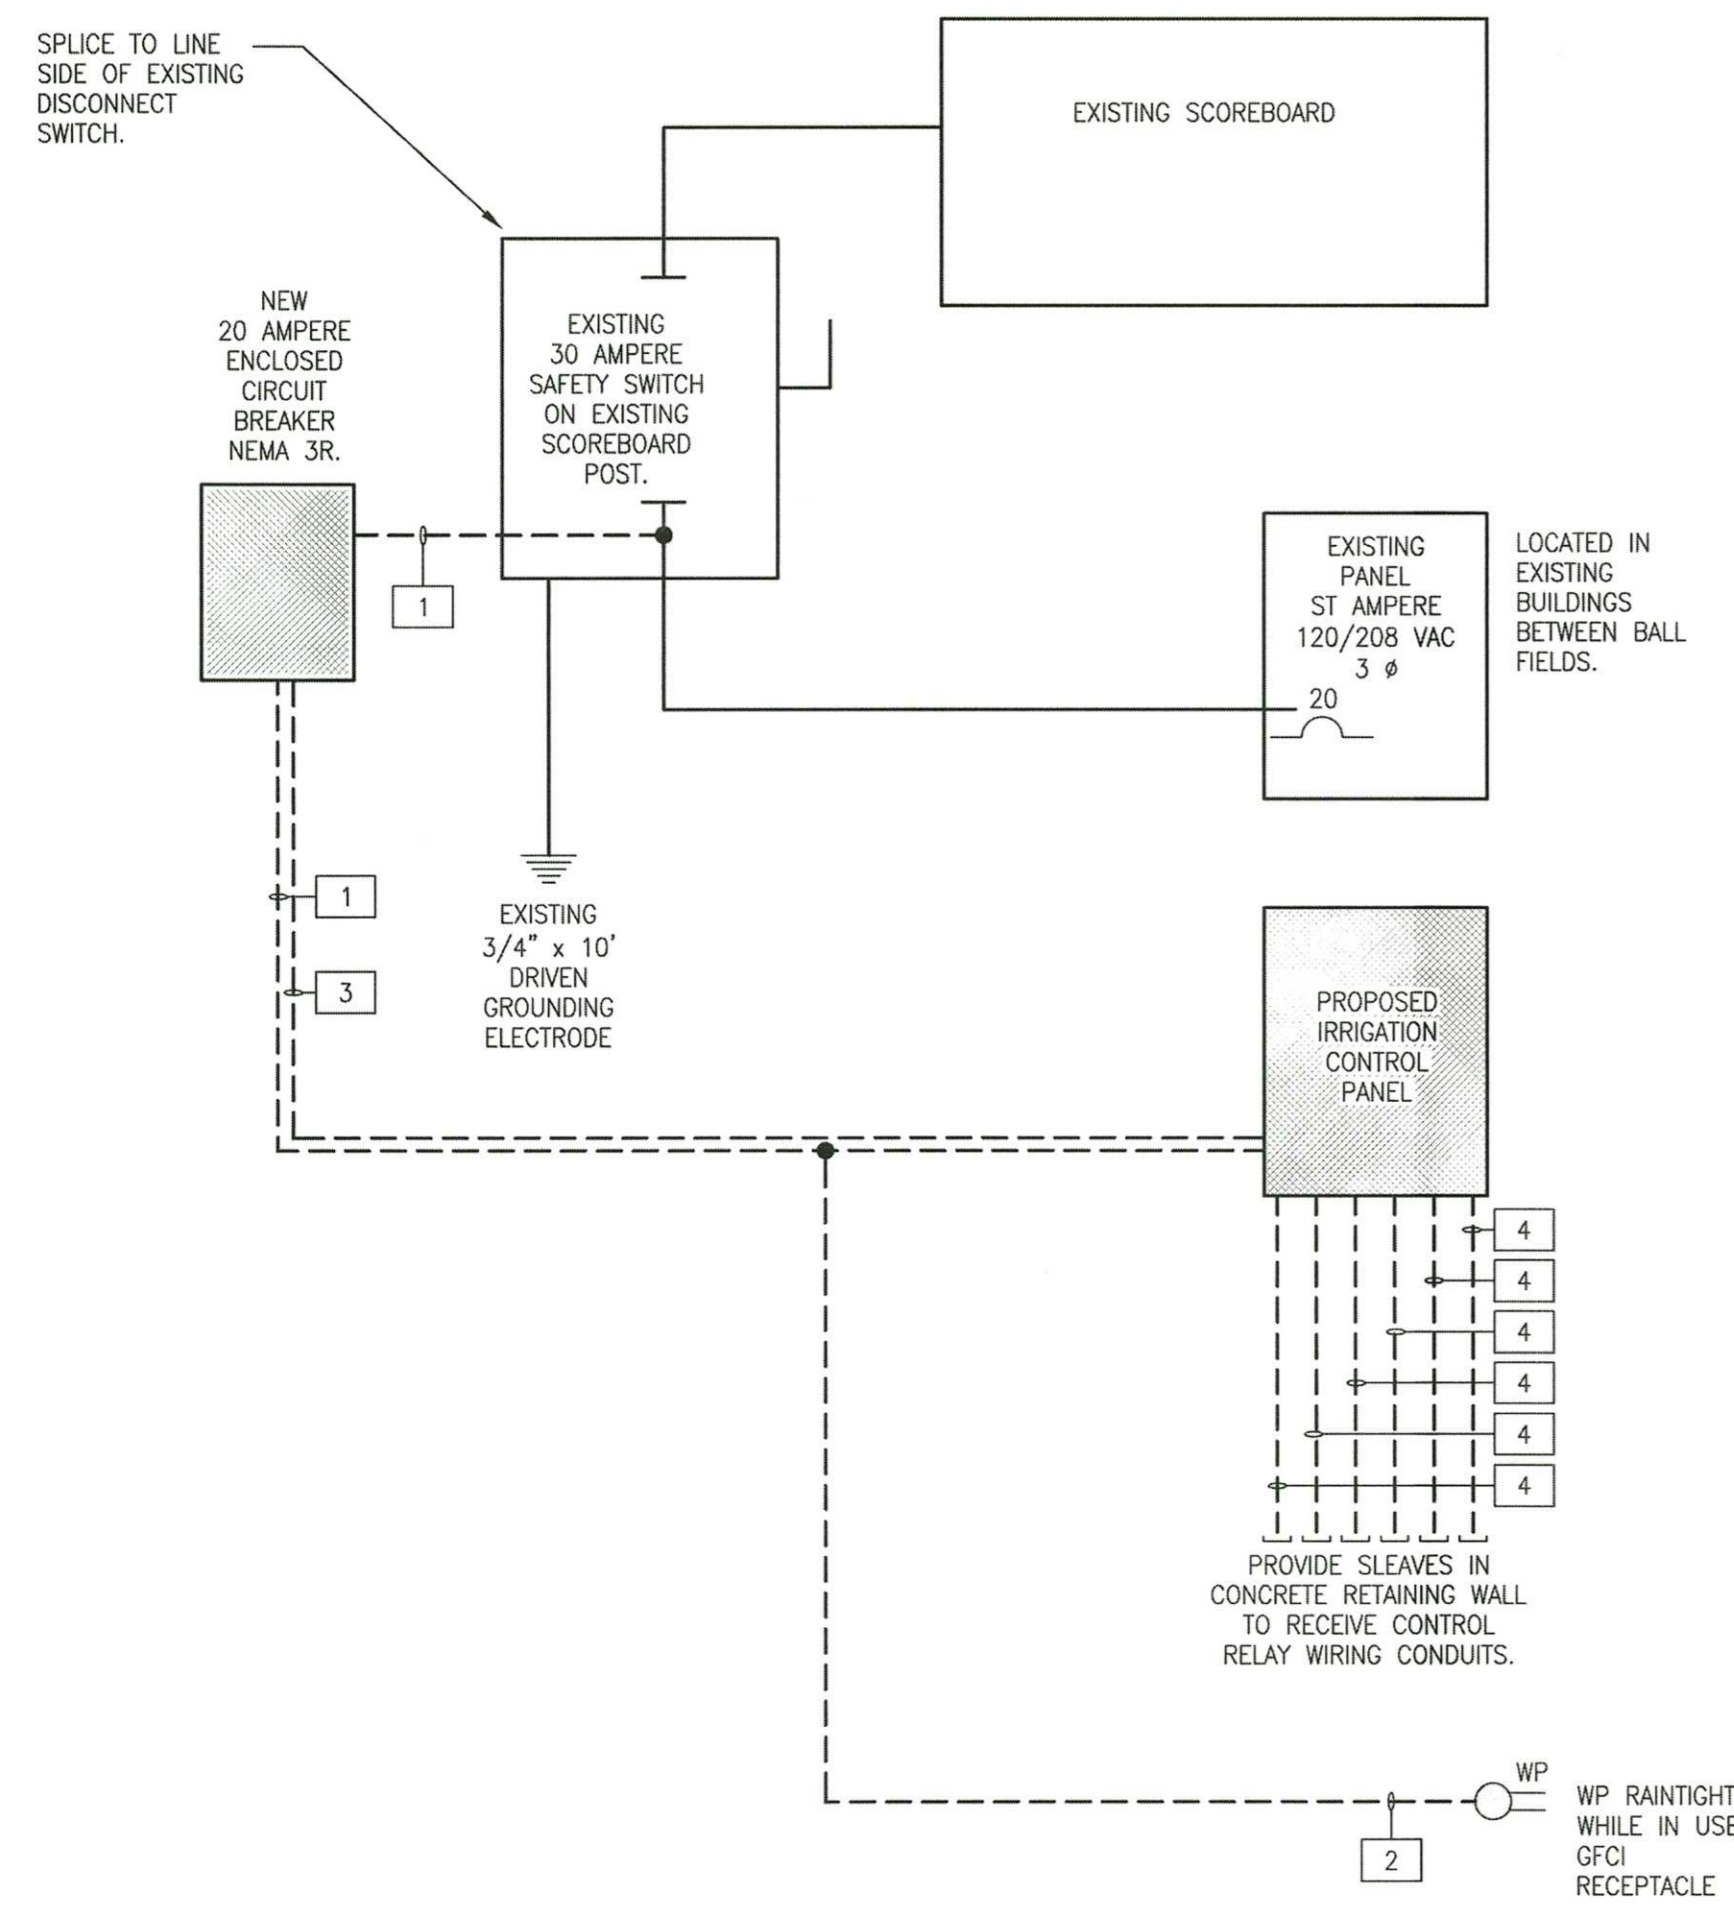 SPLICE TO LINE
SIDE OF EXISTING
DISCONNECT
SWITCH.
EXISTING SCOREBOARD
NEW
20 AMPERE
ENCLOSED
CIRCUIT
BREAKER
NEMA 3R.
EXISTING
30 AMPERE
SAFETY SWITCH
ON EXISTING
SCOREBOARD
POST.
1
EXISTING
PANEL
ST AMPERE
120/208 VAC
3 ϕ
20
LOCATED IN
EXISTING
BUILDINGS
BETWEEN BALL
FIELDS.
1
3
EXISTING
3/4" x 10'
DRIVEN
GROUNDING
ELECTRODE
PROPOSED
IRRIGATION
CONTROL
PANEL
4
4
4
4
4
4
PROVIDE SLEAVES IN
CONCRETE RETAINING WALL
TO RECEIVE CONTROL
RELAY WIRING CONDUITS.
WP
WP RAINTIGHT
WHILE IN USE
GFCI
RECEPTACLE
2